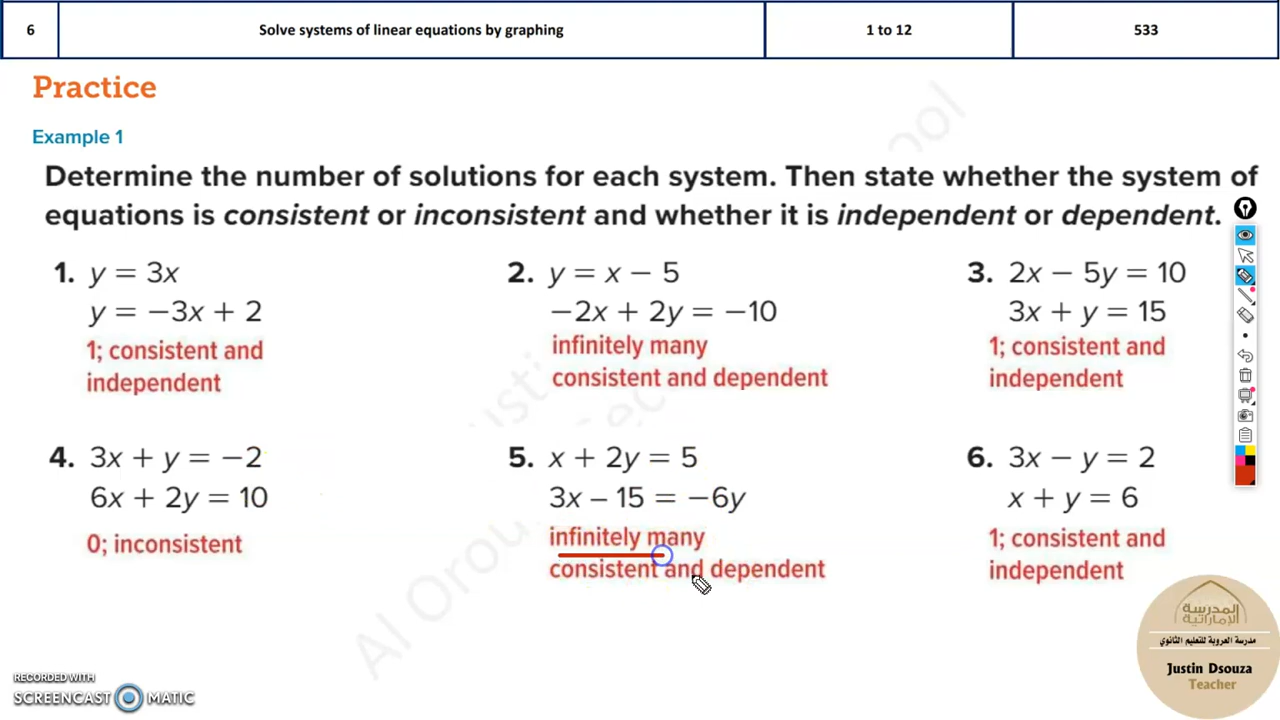 6 Solve systems of linear equations by graphing 1 to 12 533
Practice
Example 1
Determine the number of solutions for each system. Then state whether the system of
equations is consistent or inconsistent and whether it is independent or dependent.
1. y = 3x
y = −3x + 2
1; consistent and
independent
2. y = x − 5
−2x + 2y = −10
infinitely many
consistent and dependent
3. 2x − 5y = 10
3x + y = 15
1; consistent and
independent
4. 3x + y = −2
6x + 2y = 10
0; inconsistent
5. x + 2y = 5
3x − 15 = −6y
infinitely many
consistent and dependent
6. 3x − y = 2
x + y = 6
1; consistent and
independent
المدرسة
الإماراتية
مدرسة العروبة للتعليم الثانوي
Justin Dsouza
Teacher
RECORDED WITH
SCREENCAST MATIC